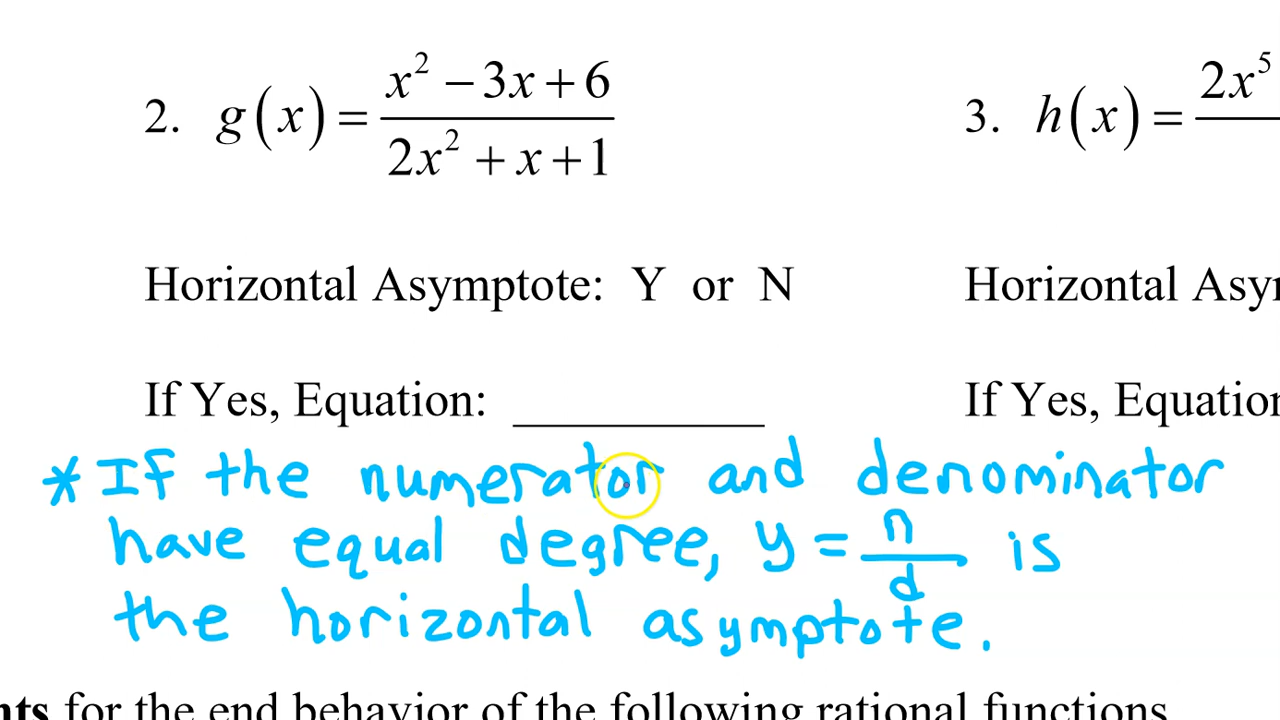 2. g(x) = (x² − 3x + 6)/(2x² + x + 1)
3. h(x) = 2x⁵
Horizontal Asymptote: Y or N
Horizontal Asy
If Yes, Equation: __________
If Yes, Equation
* If the numerator and denominator
have equal degree, y = n/d is
the horizontal asymptote.
nts for the end behavior of the following rational functions